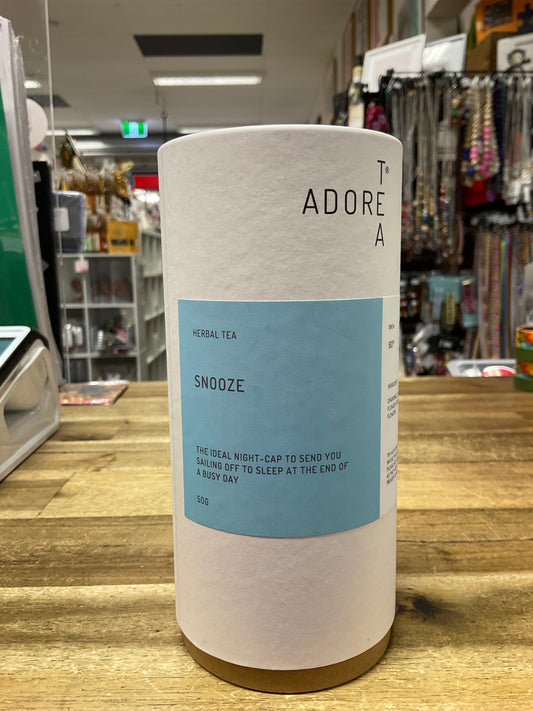 T®
ADORE
A
HERBAL TEA
SNOOZE
THE IDEAL NIGHT-CAP TO SEND YOU
SAILING OFF TO SLEEP AT THE END OF
A BUSY DAY
50G